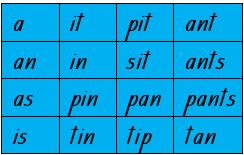 a it pit ant
an in sit ants
as pin pan pants
is tin tip tan